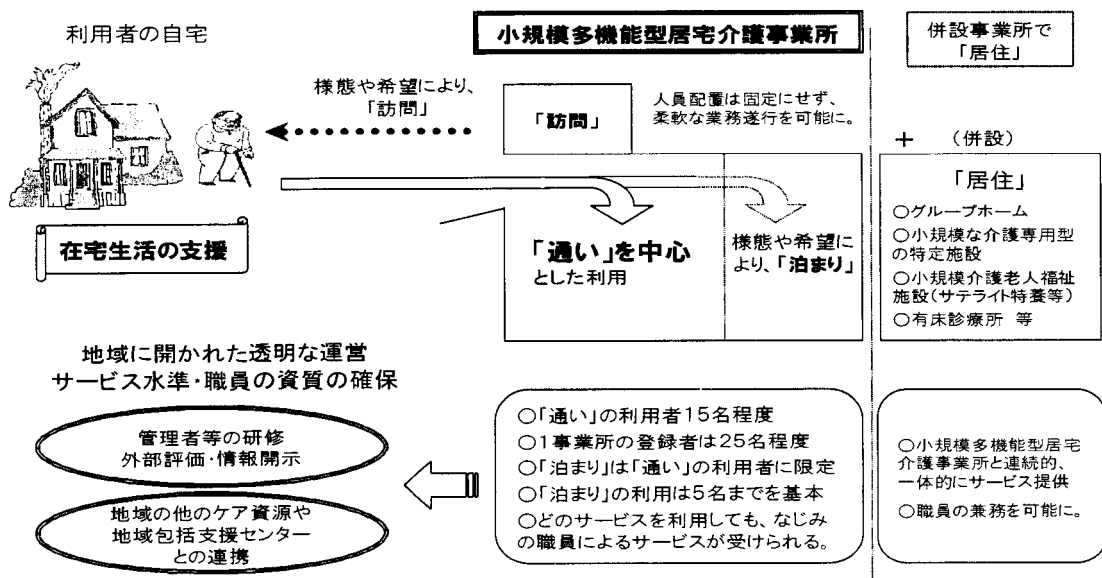 利用者の自宅
小規模多機能型居宅介護事業所
併設事業所で
「居住」
様態や希望により、
「訪問」
「訪問」
人員配置は固定にせず、
柔軟な業務遂行を可能に。
+ (併設)
在宅生活の支援
「通い」を中心
とした利用
様態や希望に
より、「泊まり」
「居住」
○グループホーム
○小規模な介護専用型
の特定施設
○小規模介護老人福祉
施設(サテライト特養等)
○有床診療所 等
地域に開かれた透明な運営
サービス水準・職員の資質の確保
管理者等の研修
外部評価・情報開示
地域の他のケア資源や
地域包括支援センター
との連携
○「通い」の利用者15名程度
○1事業所の登録者は25名程度
○「泊まり」は「通い」の利用者に限定
○「泊まり」の利用は5名までを基本
○どのサービスを利用しても、なじみ
の職員によるサービスが受けられる。
○小規模多機能型居宅
介護事業所と連続的、
一体的にサービス提供
○職員の兼務を可能に。